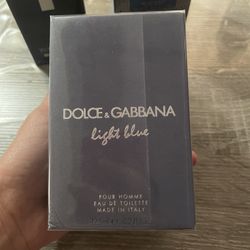 DOLCE & GABBANA
light blue
POUR HOMME
EAU DE TOILETTE
MADE IN ITALY